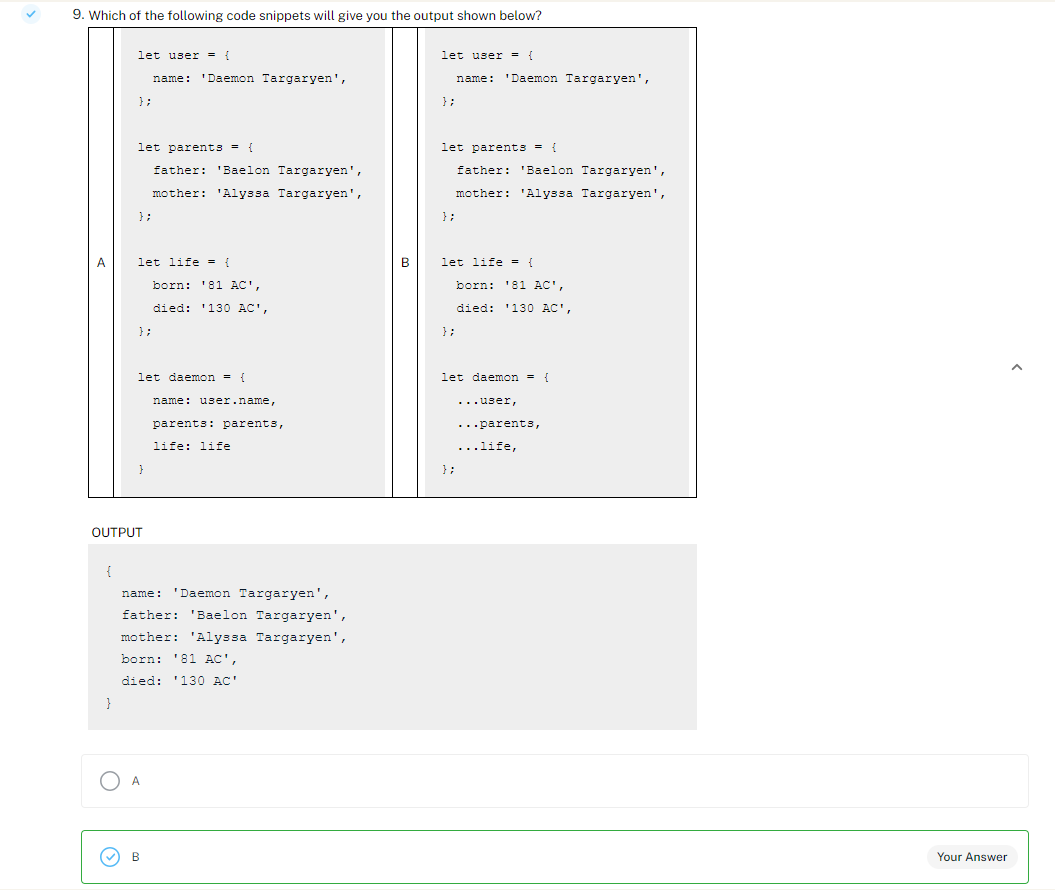 9. Which of the following code snippets will give you the output shown below?
A
let user = {
  name: 'Daemon Targaryen',
};

let parents = {
  father: 'Baelon Targaryen',
  mother: 'Alyssa Targaryen',
};

let life = {
  born: '81 AC',
  died: '130 AC',
};

let daemon = {
  name: user.name,
  parents: parents,
  life: life
}
B
let user = {
  name: 'Daemon Targaryen',
};

let parents = {
  father: 'Baelon Targaryen',
  mother: 'Alyssa Targaryen',
};

let life = {
  born: '81 AC',
  died: '130 AC',
};

let daemon = {
  ...user,
  ...parents,
  ...life,
};
OUTPUT
{
  name: 'Daemon Targaryen',
  father: 'Baelon Targaryen',
  mother: 'Alyssa Targaryen',
  born: '81 AC',
  died: '130 AC'
}
A
B
Your Answer